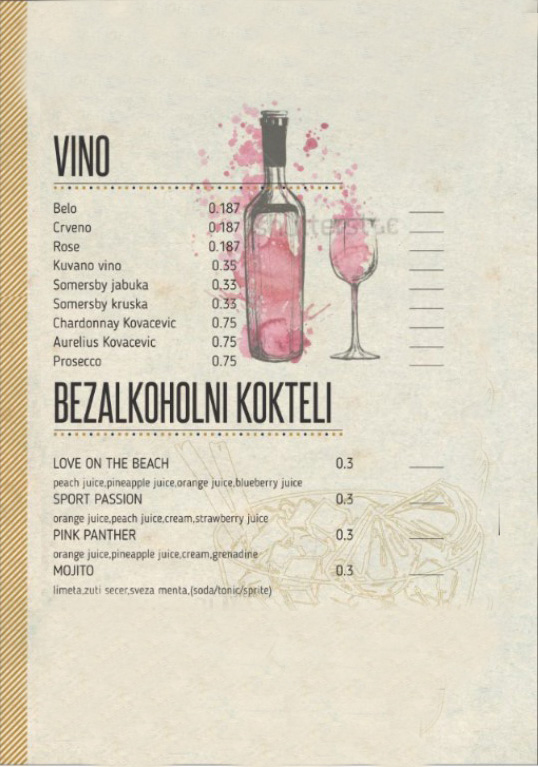 VINO
Belo 0.187
Crveno 0.187
Rose 0.187
Kuvano vino 0.35
Somersby jabuka 0.33
Somersby kruska 0.33
Chardonnay Kovacevic 0.75
Aurelius Kovacevic 0.75
Prosecco 0.75
BEZALKOHOLNI KOKTELI
LOVE ON THE BEACH 0.3
peach juice,pineapple juice,orange juice,blueberry juice
SPORT PASSION 0.3
orange juice,peach juice,cream,strawberry juice
PINK PANTHER 0.3
orange juice,pineapple juice,cream,grenadine
MOJITO 0.3
limeta,zuti secer,sveza menta,(soda/tonic/sprite)